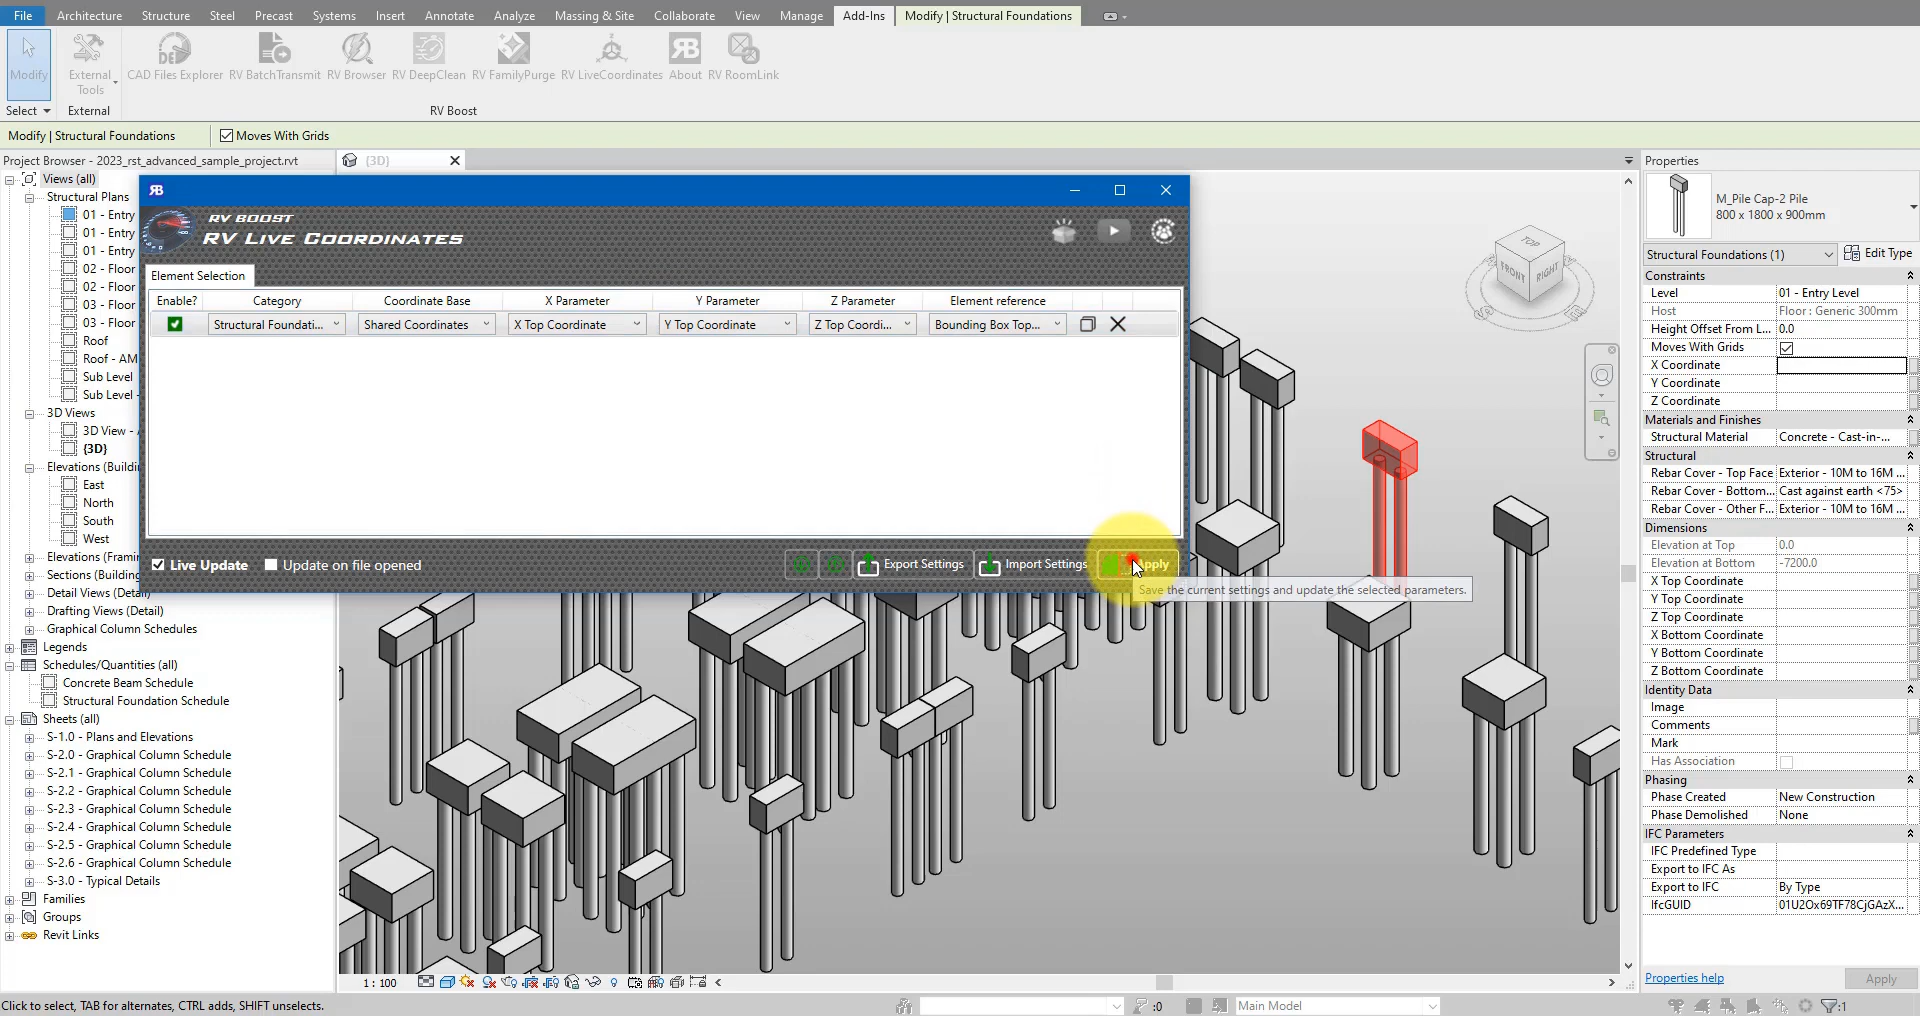 File Architecture Structure Steel Precast Systems Insert Annotate Analyze Massing & Site Collaborate View Manage Add-Ins Modify | Structural Foundations
Modify
External
Tools
CAD Files Explorer RV BatchTransmit RV Browser RV DeepClean RV FamilyPurge RV LiveCoordinates About RV RoomLink
Select External RV Boost
Modify | Structural Foundations Moves With Grids
Project Browser - 2023_rst_advanced_sample_project.rvt
{3D}
Views (all)
Structural Plans
01 - Entry
01 - Entry
01 - Entry
02 - Floor
02 - Floor
03 - Floor
03 - Floor
Roof
Roof - AM
Sub Level
Sub Level -
3D Views
3D View -
{3D}
Elevations (Buildin
East
North
South
West
Elevations (Framin
Sections (Building
Detail Views (Detail)
Drafting Views (Detail)
Graphical Column Schedules
Legends
Schedules/Quantities (all)
Concrete Beam Schedule
Structural Foundation Schedule
Sheets (all)
S-1.0 - Plans and Elevations
S-2.0 - Graphical Column Schedule
S-2.1 - Graphical Column Schedule
S-2.2 - Graphical Column Schedule
S-2.3 - Graphical Column Schedule
S-2.4 - Graphical Column Schedule
S-2.5 - Graphical Column Schedule
S-2.6 - Graphical Column Schedule
S-3.0 - Typical Details
Families
Groups
Revit Links
RB
RV BOOST
RV LIVE COORDINATES
Element Selection
Enable? Category Coordinate Base X Parameter Y Parameter Z Parameter Element reference
Structural Foundati... Shared Coordinates X Top Coordinate Y Top Coordinate Z Top Coordi... Bounding Box Top...
Live Update Update on file opened Export Settings Import Settings Apply
Save the current settings and update the selected parameters.
TOP
FRONT
RIGHT
Properties
M_Pile Cap-2 Pile
800 x 1800 x 900mm
Structural Foundations (1) Edit Type
Constraints
Level 01 - Entry Level
Host Floor : Generic 300mm
Height Offset From L... 0.0
Moves With Grids
X Coordinate
Y Coordinate
Z Coordinate
Materials and Finishes
Structural Material Concrete - Cast-in-...
Structural
Rebar Cover - Top Face Exterior - 10M to 16M ...
Rebar Cover - Bottom... Cast against earth <75>
Rebar Cover - Other F... Exterior - 10M to 16M ...
Dimensions
Elevation at Top 0.0
Elevation at Bottom -7200.0
X Top Coordinate
Y Top Coordinate
Z Top Coordinate
X Bottom Coordinate
Y Bottom Coordinate
Z Bottom Coordinate
Identity Data
Image
Comments
Mark
Has Association
Phasing
Phase Created New Construction
Phase Demolished None
IFC Parameters
IFC Predefined Type
Export to IFC As
Export to IFC By Type
IfcGUID 01U2Ox69TF78CjGAzX...
Properties help Apply
1 : 100
Click to select, TAB for alternates, CTRL adds, SHIFT unselects.
:0
Main Model
:1